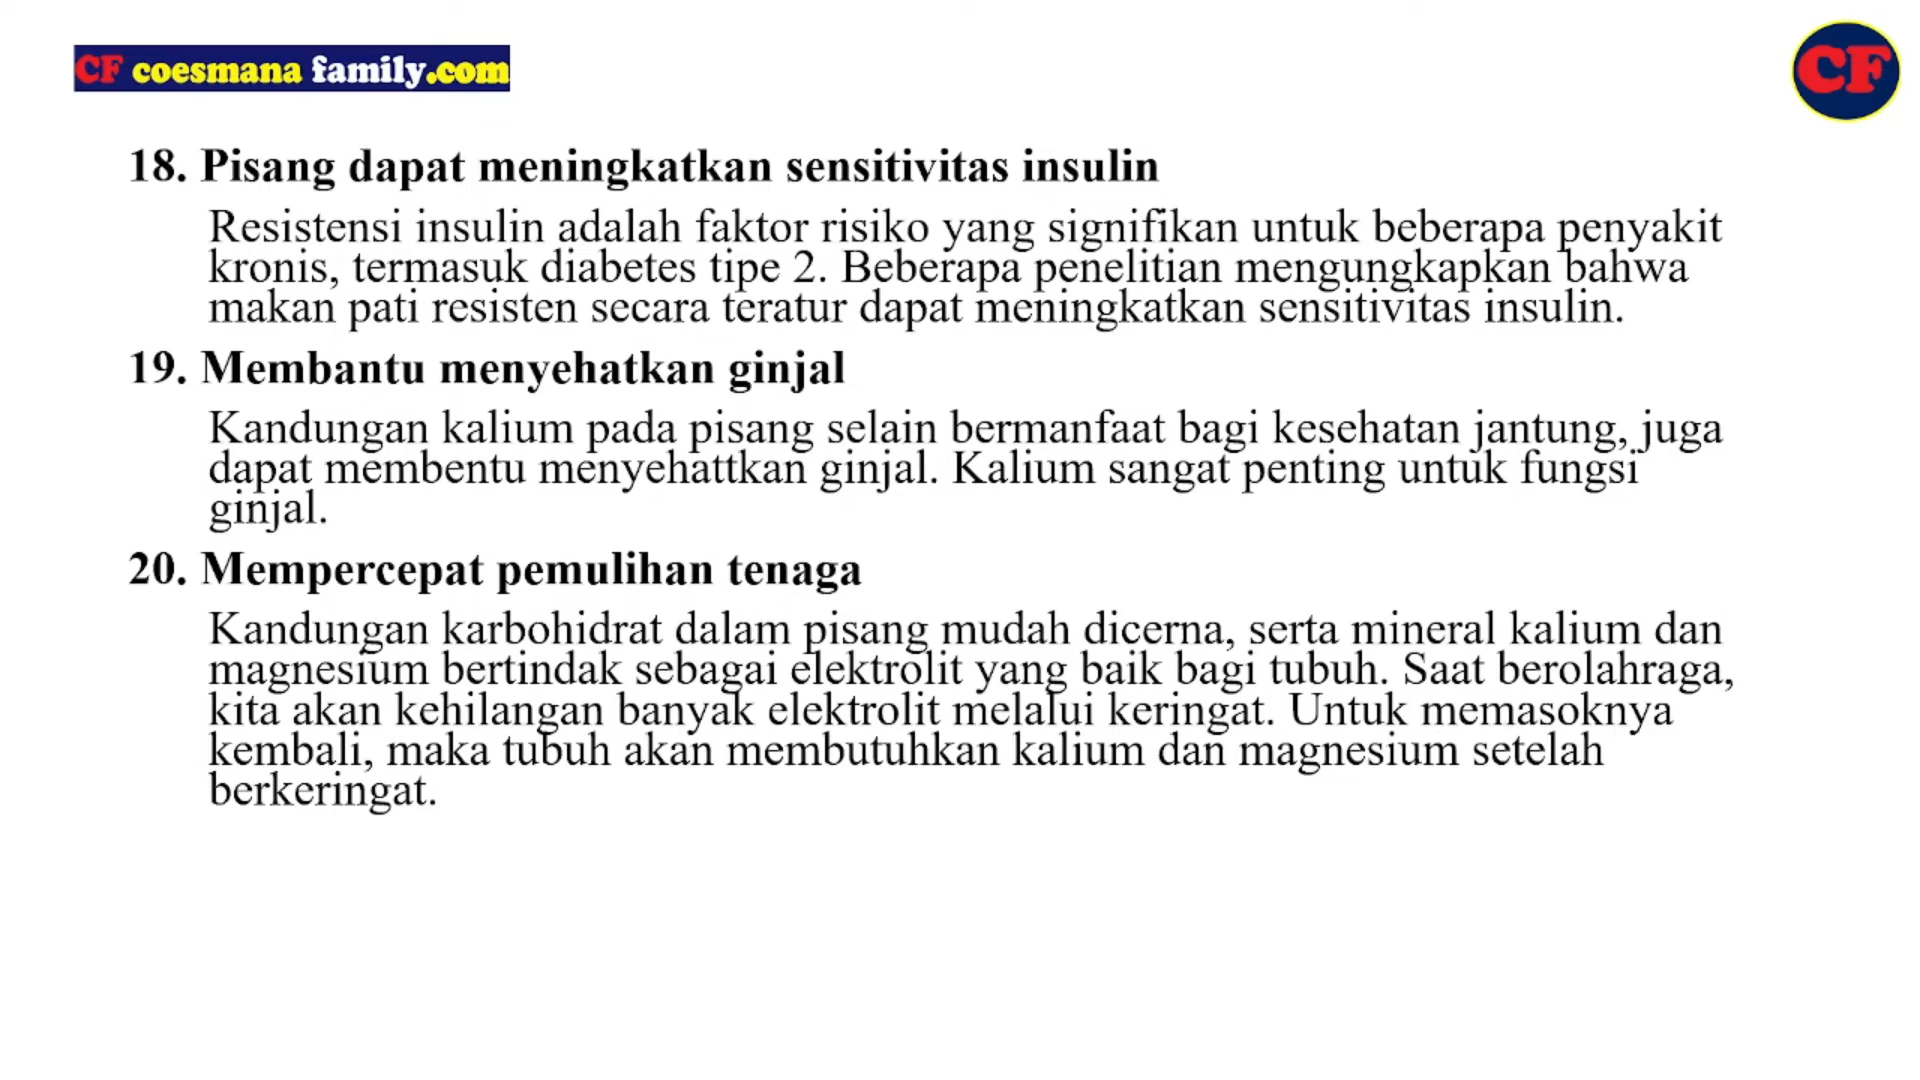 CF coesmana family.com
CF
18. Pisang dapat meningkatkan sensitivitas insulin
Resistensi insulin adalah faktor risiko yang signifikan untuk beberapa penyakit
kronis, termasuk diabetes tipe 2. Beberapa penelitian mengungkapkan bahwa
makan pati resisten secara teratur dapat meningkatkan sensitivitas insulin.
19. Membantu menyehatkan ginjal
Kandungan kalium pada pisang selain bermanfaat bagi kesehatan jantung, juga
dapat membentu menyehattkan ginjal. Kalium sangat penting untuk fungsi
ginjal.
20. Mempercepat pemulihan tenaga
Kandungan karbohidrat dalam pisang mudah dicerna, serta mineral kalium dan
magnesium bertindak sebagai elektrolit yang baik bagi tubuh. Saat berolahraga,
kita akan kehilangan banyak elektrolit melalui keringat. Untuk memasoknya
kembali, maka tubuh akan membutuhkan kalium dan magnesium setelah
berkeringat.